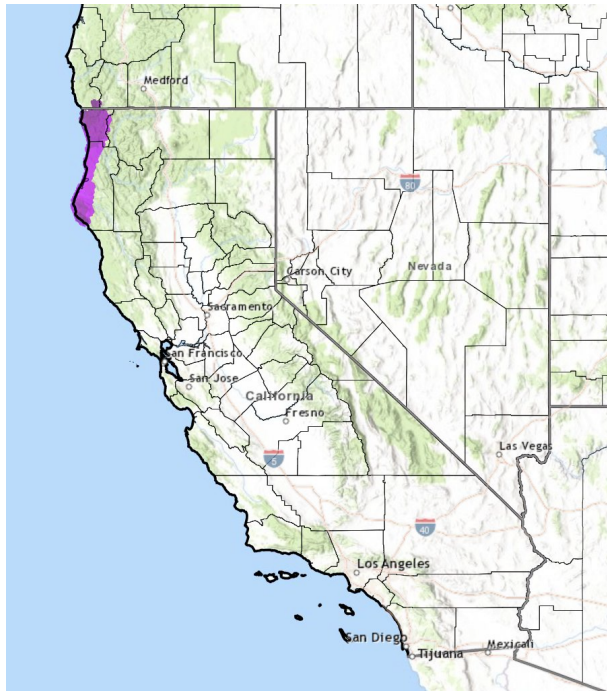 Medford
80
Carson City
Nevada
Sacramento
San Francisco
San Jose
California
Fresno
Las Vegas
5
40
Los Angeles
San Diego
Mexicali
Tijuana